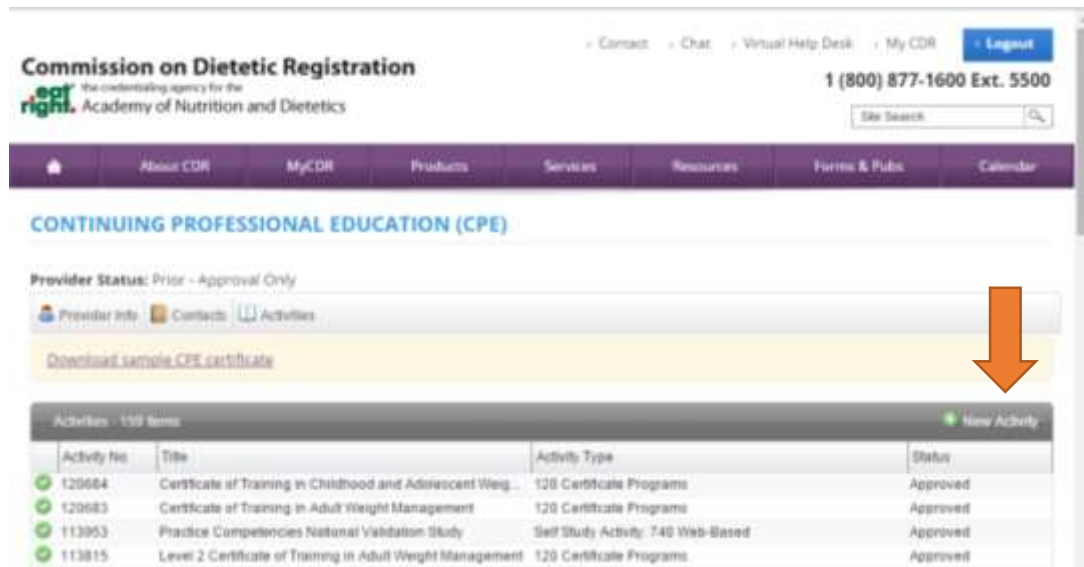 Contact Chat Virtual Help Desk My CDR Logout
Commission on Dietetic Registration
eat right. the credentialing agency for the
Academy of Nutrition and Dietetics
1 (800) 877-1600 Ext. 5500
Site Search
About CDR MyCDR Products Services Resources Forms & Pubs Calendar
CONTINUING PROFESSIONAL EDUCATION (CPE)
Provider Status: Prior - Approval Only
Provider Info Contacts Activities
Download sample CPE certificate
Activities - Items New Activity
Activity No Title Activity Type Status
120684 Certificate of Training in Childhood and Adolescent Weig... 120 Certificate Programs Approved
120683 Certificate of Training in Adult Weight Management 120 Certificate Programs Approved
113953 Practice Competencies National Validation Study Self Study Activity: 740 Web-Based Approved
113815 Level 2 Certificate of Training in Adult Weight Management 120 Certificate Programs Approved